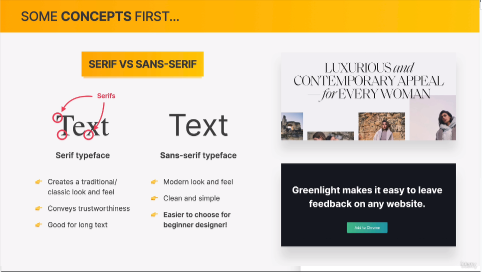 SOME CONCEPTS FIRST...
SERIF VS SANS-SERIF
Serifs
Text
Serif typeface
Creates a traditional/
classic look and feel
Conveys trustworthiness
Good for long text
Text
Sans-serif typeface
Modern look and feel
Clean and simple
Easier to choose for
beginner designer!
LUXURIOUS and
CONTEMPORARY APPEAL
—for EVERY WOMAN
Greenlight makes it easy to leave
feedback on any website.
Add to Chrome